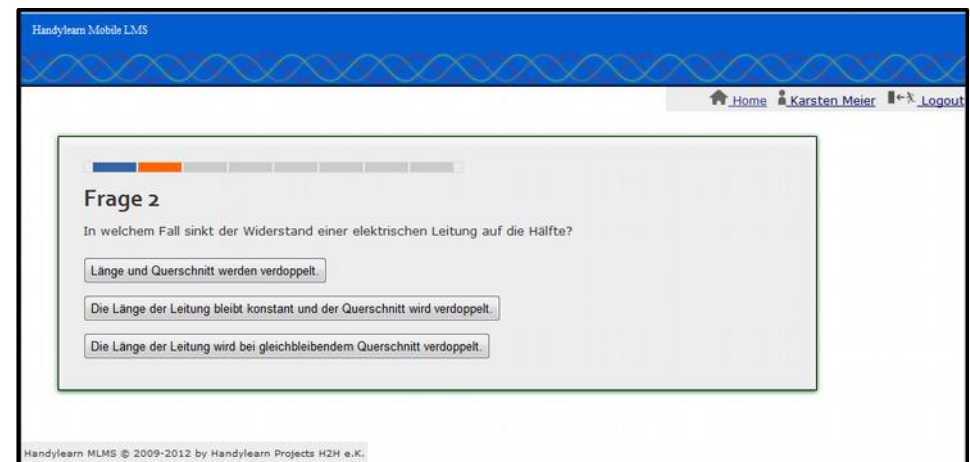 Handylearn Mobile LMS
Home Karsten Meier Logout
Frage 2
In welchem Fall sinkt der Widerstand einer elektrischen Leitung auf die Hälfte?
Länge und Querschnitt werden verdoppelt.
Die Länge der Leitung bleibt konstant und der Querschnitt wird verdoppelt.
Die Länge der Leitung wird bei gleichbleibendem Querschnitt verdoppelt.
Handylearn MLMS © 2009-2012 by Handylearn Projects H2H e.K.